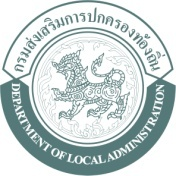 กรมส่งเสริมการปกครองท้องถิ่น
DEPARTMENT OF LOCAL ADMINISTRATION